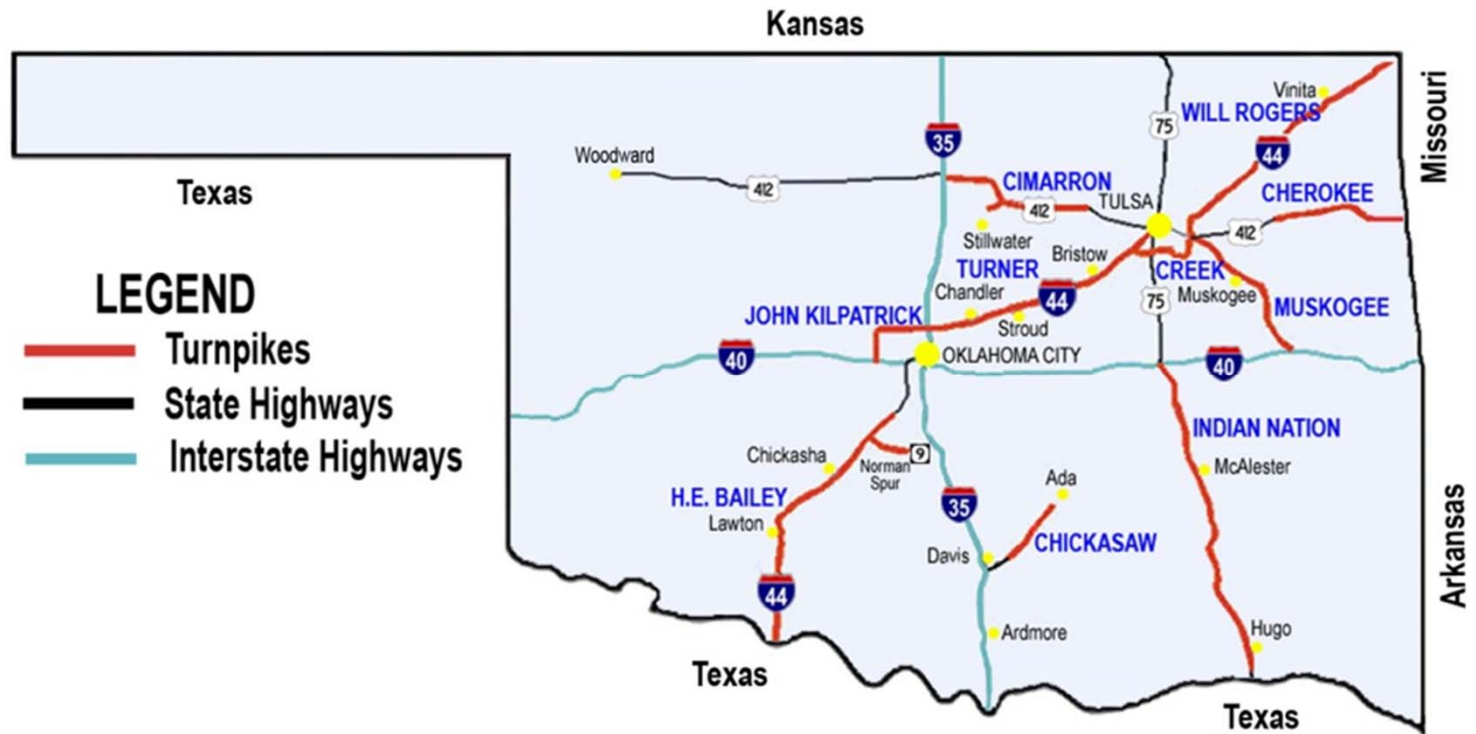 Kansas
Missouri
Vinita
WILL ROGERS
75
35
44
Woodward
412
CIMARRON
412
TULSA
CHEROKEE
412
Texas
Stillwater
TURNER
Bristow
CREEK
75
Muskogee
MUSKOGEE
LEGEND
Chandler
44
Stroud
JOHN KILPATRICK
Turnpikes
State Highways
Interstate Highways
40
OKLAHOMA CITY
40
INDIAN NATION
Chickasha
Norman
Spur
9
McAlester
H.E. BAILEY
Lawton
35
Ada
Davis
CHICKASAW
44
Arkansas
Ardmore
Hugo
Texas
Texas